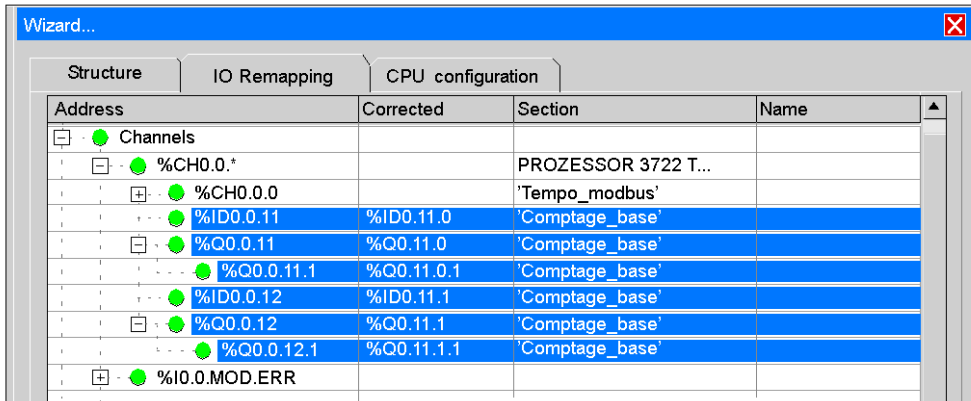 Wizard...
Structure IO Remapping CPU configuration
Address Corrected Section Name
Channels
%CH0.0.* PROZESSOR 3722 T...
%CH0.0.0 'Tempo_modbus'
%ID0.0.11 %ID0.11.0 'Comptage_base'
%Q0.0.11 %Q0.11.0 'Comptage_base'
%Q0.0.11.1 %Q0.11.0.1 'Comptage_base'
%ID0.0.12 %ID0.11.1 'Comptage_base'
%Q0.0.12 %Q0.11.1 'Comptage_base'
%Q0.0.12.1 %Q0.11.1.1 'Comptage_base'
%I0.0.MOD.ERR